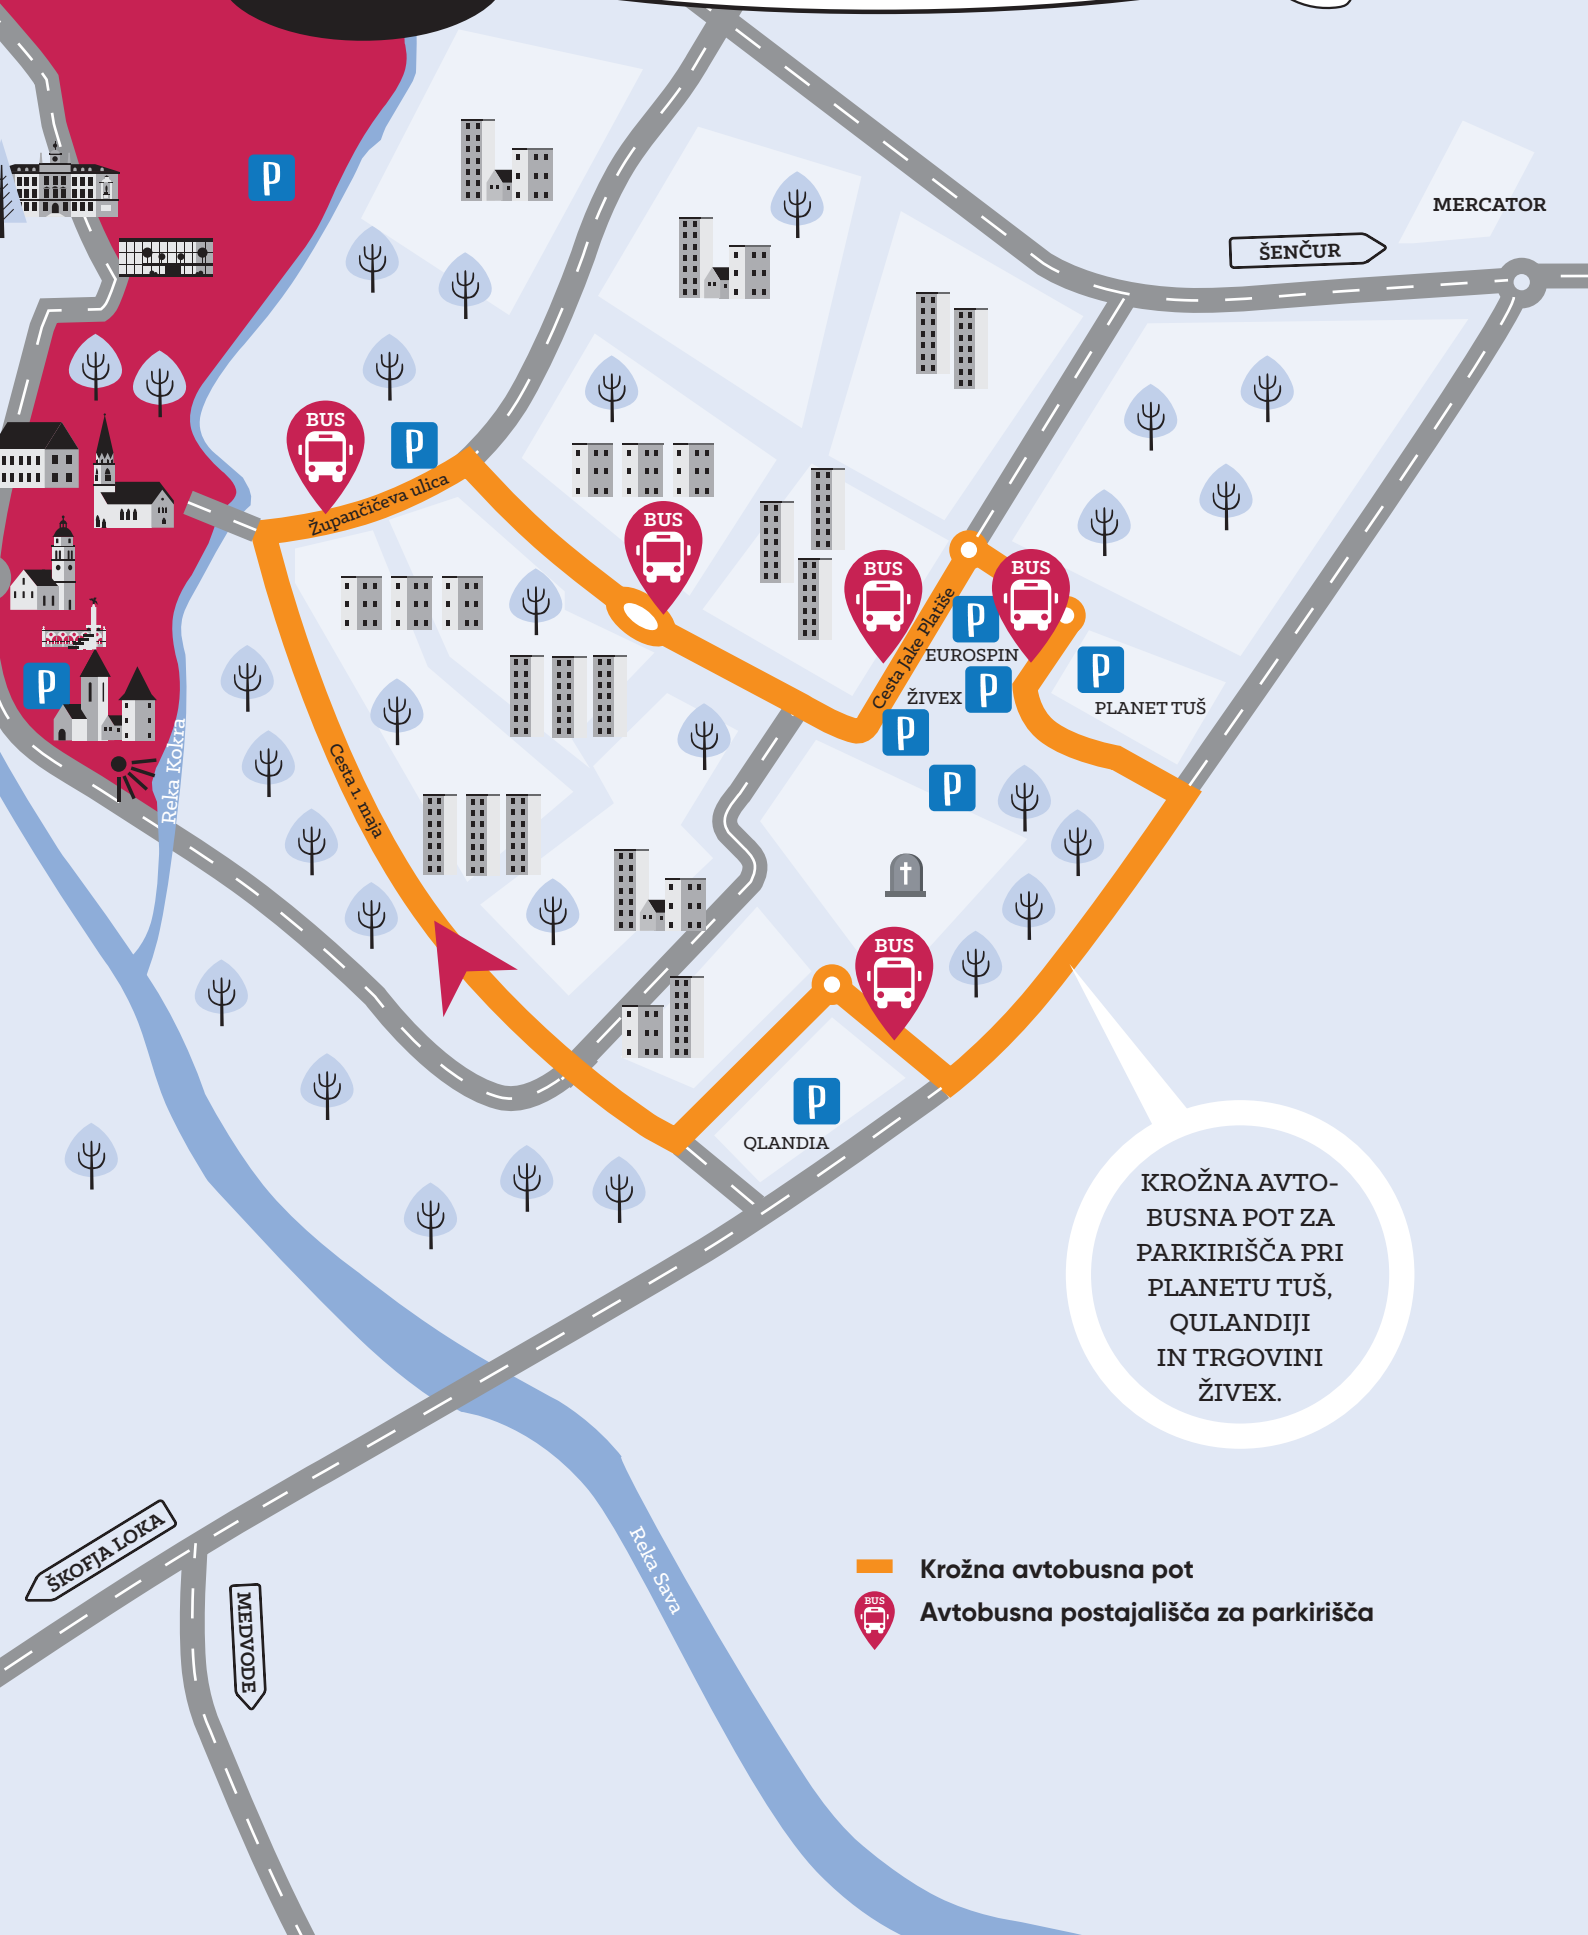 P
MERCATOR
ŠENČUR
BUS
P
Župančičeva ulica
BUS
BUS
BUS
P
Cesta Jake Platiše
EUROSPIN
P
P
ŽIVEX
P
PLANET TUŠ
P
P
Reka Kokra
Cesta 1. maja
P
BUS
P
QLANDIA
KROŽNA AVTO-
BUSNA POT ZA
PARKIRIŠČA PRI
PLANETU TUŠ,
QULANDIJI
IN TRGOVINI
ŽIVEX.
ŠKOFJA LOKA
MEDVODE
Reka Sava
Krožna avtobusna pot
BUS
Avtobusna postajališča za parkirišča